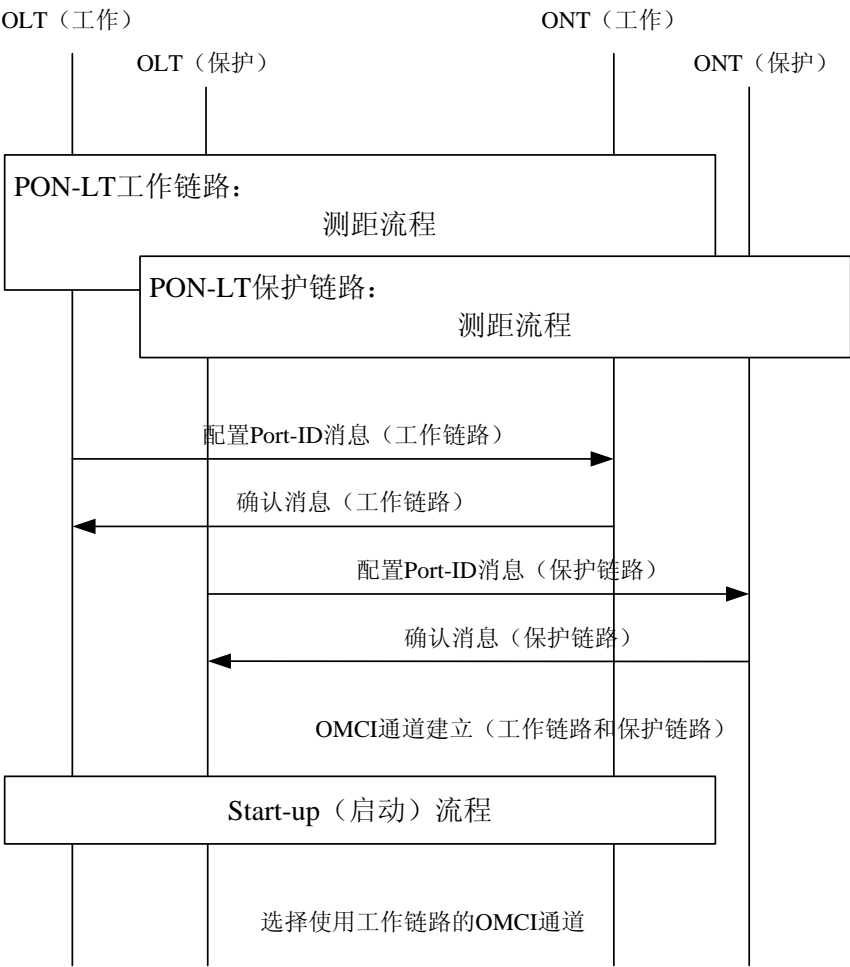 OLT（工作）
ONT（工作）
OLT（保护）
ONT（保护）
PON-LT工作链路：
测距流程
PON-LT保护链路：
测距流程
配置Port-ID消息（工作链路）
确认消息（工作链路）
配置Port-ID消息（保护链路）
确认消息（保护链路）
OMCI通道建立（工作链路和保护链路）
Start-up（启动）流程
选择使用工作链路的OMCI通道